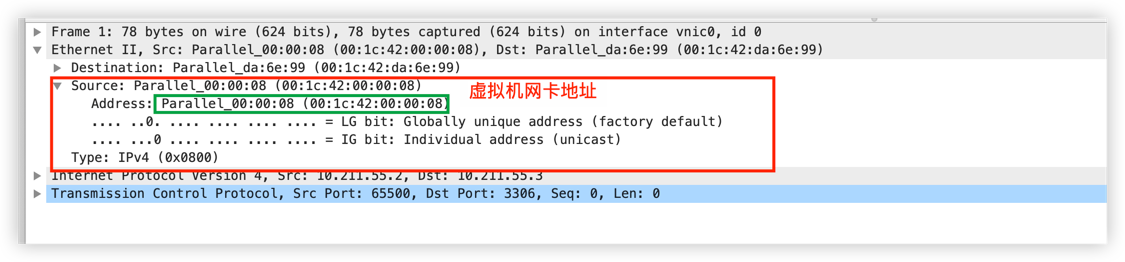 Frame 1: 78 bytes on wire (624 bits), 78 bytes captured (624 bits) on interface vnic0, id 0
Ethernet II, Src: Parallel_00:00:08 (00:1c:42:00:00:08), Dst: Parallel_da:6e:99 (00:1c:42:da:6e:99)
Destination: Parallel_da:6e:99 (00:1c:42:da:6e:99)
Source: Parallel_00:00:08 (00:1c:42:00:00:08)
虚拟机网卡地址
Address: Parallel_00:00:08 (00:1c:42:00:00:08)
.... ..0. .... .... .... .... = LG bit: Globally unique address (factory default)
.... ...0 .... .... .... .... = IG bit: Individual address (unicast)
Type: IPv4 (0x0800)
Internet Protocol Version 4, Src: 10.211.55.2, Dst: 10.211.55.3
Transmission Control Protocol, Src Port: 65500, Dst Port: 3306, Seq: 0, Len: 0